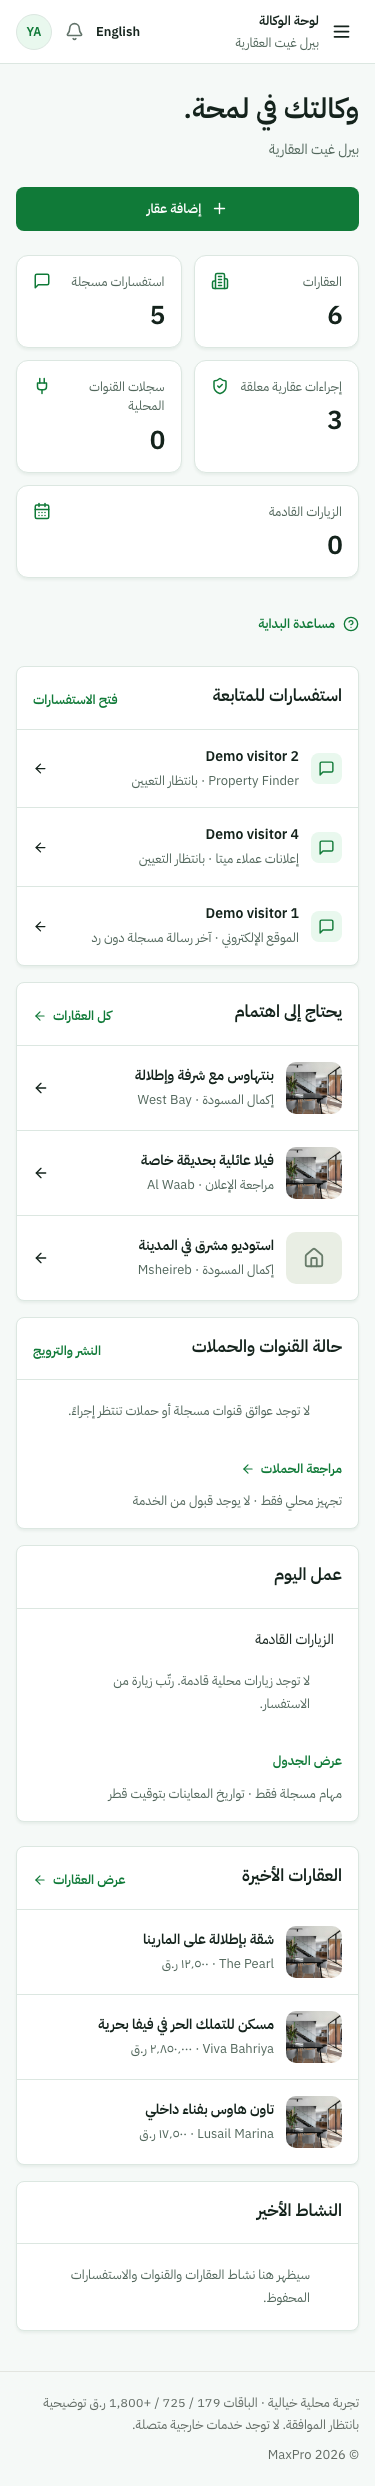 لوحة الوكالة
بيرل غيت العقارية
English
YA
وكالتك في لمحة.
بيرل غيت العقارية
إضافة عقار
العقارات
6
استفسارات مسجلة
5
إجراءات عقارية معلقة
3
سجلات القنوات
المحلية
0
الزيارات القادمة
0
مساعدة البداية
استفسارات للمتابعة
فتح الاستفسارات
Demo visitor 2
Property Finder · بانتظار التعيين
Demo visitor 4
إعلانات عملاء ميتا · بانتظار التعيين
Demo visitor 1
الموقع الإلكتروني · آخر رسالة مسجلة دون رد
يحتاج إلى اهتمام
كل العقارات
بنتهاوس مع شرفة وإطلالة
إكمال المسودة · West Bay
فيلا عائلية بحديقة خاصة
مراجعة الإعلان · Al Waab
استوديو مشرق في المدينة
إكمال المسودة · Msheireb
حالة القنوات والحملات
النشر والترويج
لا توجد عوائق قنوات مسجلة أو حملات تنتظر إجراءً.
مراجعة الحملات
تجهيز محلي فقط · لا يوجد قبول من الخدمة
عمل اليوم
الزيارات القادمة
لا توجد زيارات محلية قادمة. رتّب زيارة من
الاستفسار.
عرض الجدول
مهام مسجلة فقط · تواريخ المعاينات بتوقيت قطر
العقارات الأخيرة
عرض العقارات
شقة بإطلالة على المارينا
The Pearl · ١٢٬٥٠٠ ر.ق
مسكن للتملك الحر في فيفا بحرية
Viva Bahriya · ٢٬٨٥٠٬٠٠٠ ر.ق
تاون هاوس بفناء داخلي
Lusail Marina · ١٧٬٥٠٠ ر.ق
النشاط الأخير
سيظهر هنا نشاط العقارات والقنوات والاستفسارات
المحفوظ.
تجربة محلية خيالية · الباقات 179 / 725 / +1,800 ر.ق توضيحية
بانتظار الموافقة. لا توجد خدمات خارجية متصلة.
© 2026 MaxPro